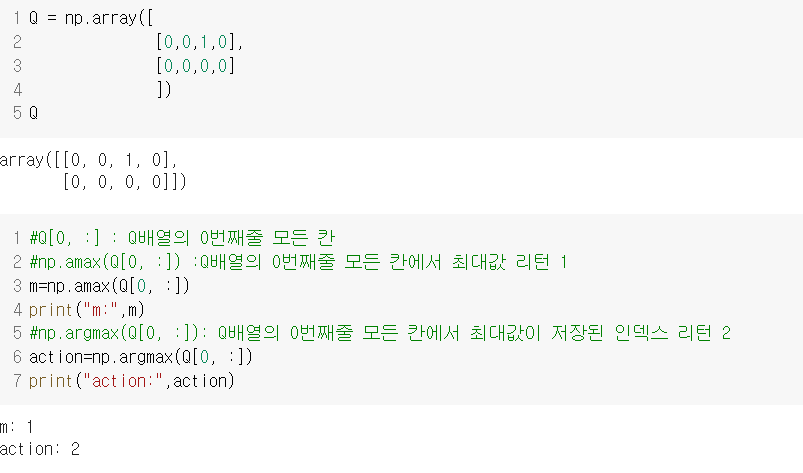 1 Q = np.array([
2 [0,0,1,0],
3 [0,0,0,0]
4 ])
5 Q
array([[0, 0, 1, 0],
[0, 0, 0, 0]])
1 #Q[0, :] : Q배열의 0번째줄 모든 칸
2 #np.amax(Q[0, :]) :Q배열의 0번째줄 모든 칸에서 최대값 리턴 1
3 m=np.amax(Q[0, :])
4 print("m:",m)
5 #np.argmax(Q[0, :]): Q배열의 0번째줄 모든 칸에서 최대값이 저장된 인덱스 리턴 2
6 action=np.argmax(Q[0, :])
7 print("action:",action)
m: 1
action: 2